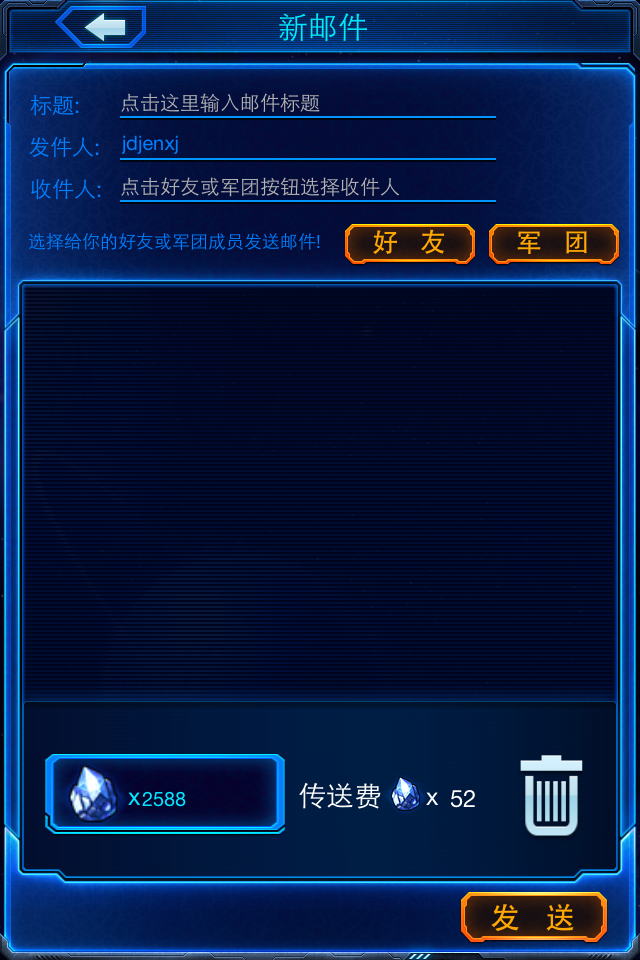 新邮件
标题: 点击这里输入邮件标题
发件人: jdjenxj
收件人: 点击好友或军团按钮选择收件人
选择给你的好友或军团成员发送邮件! 好 友 军 团
x2588 传送费 x 52
发 送